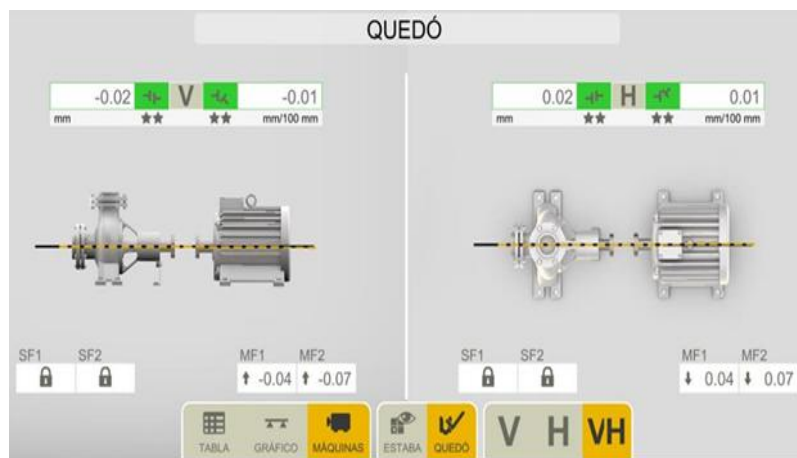 QUEDÓ
-0.02 V -0.01
mm mm/100 mm
0.02 H 0.01
mm mm/100 mm
SF1 SF2
MF1 MF2
-0.04 -0.07
SF1 SF2
MF1 MF2
0.04 0.07
TABLA GRÁFICO MÁQUINAS
ESTABA QUEDÓ
V H VH